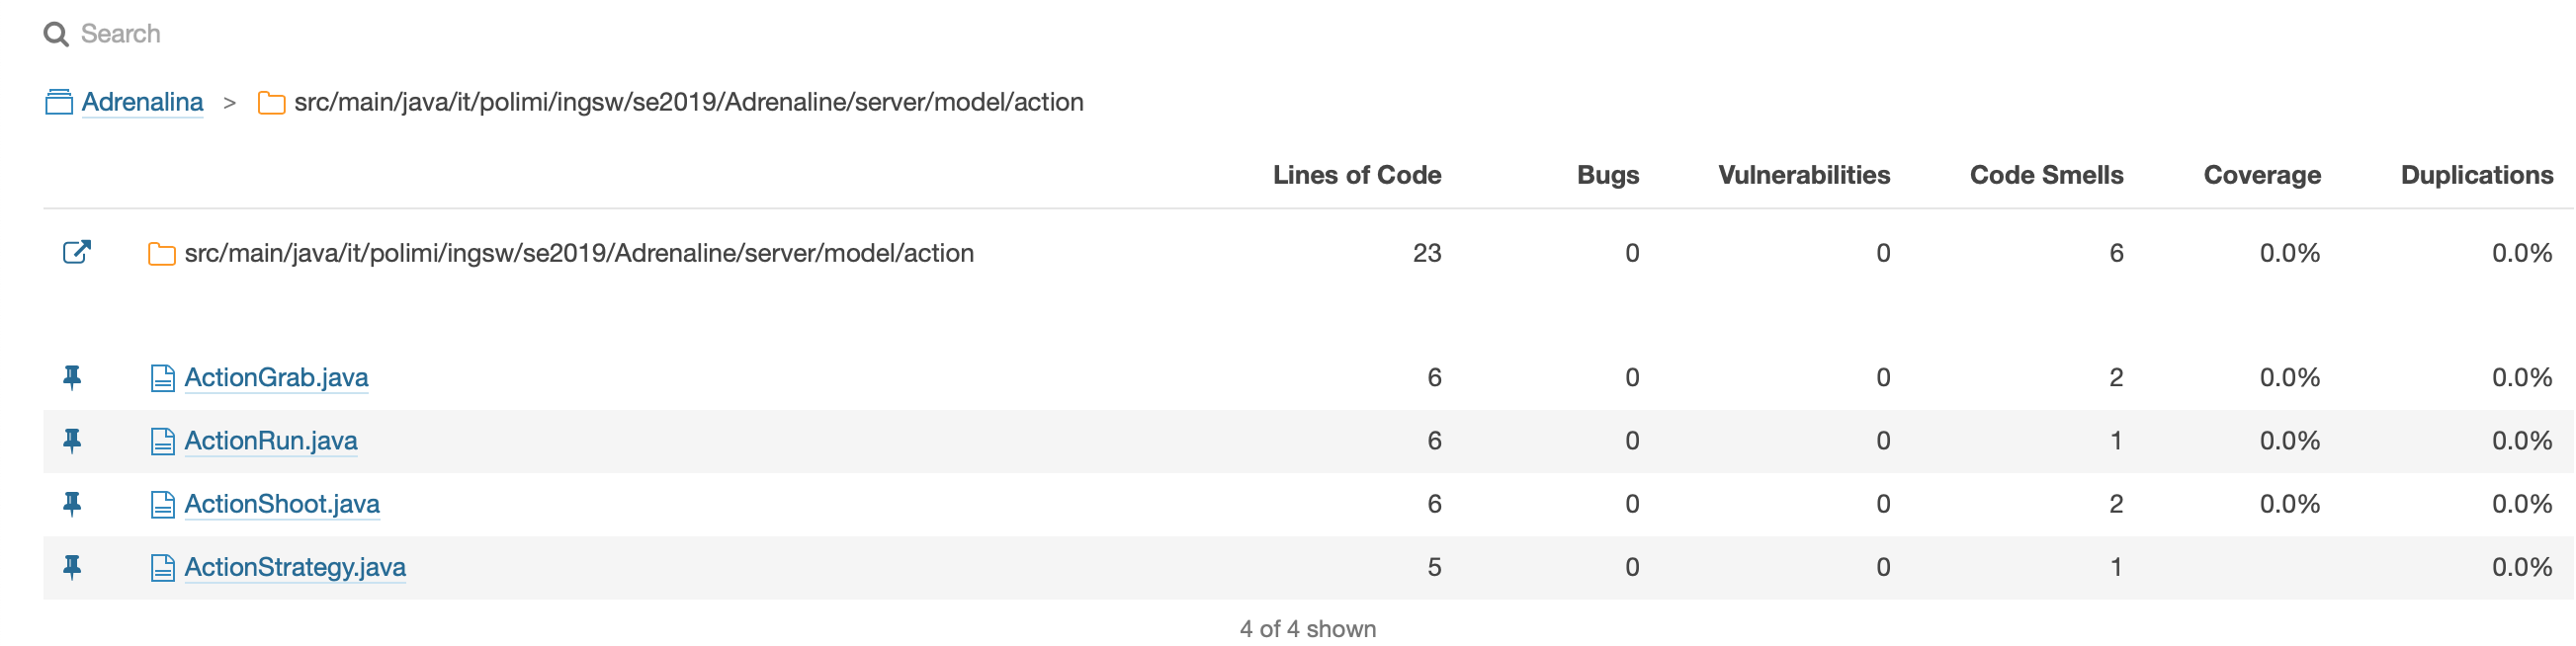 Search
Adrenalina > src/main/java/it/polimi/ingsw/se2019/Adrenaline/server/model/action
Lines of Code Bugs Vulnerabilities Code Smells Coverage Duplications
src/main/java/it/polimi/ingsw/se2019/Adrenaline/server/model/action 23 0 0 6 0.0% 0.0%
ActionGrab.java 6 0 0 2 0.0% 0.0%
ActionRun.java 6 0 0 1 0.0% 0.0%
ActionShoot.java 6 0 0 2 0.0% 0.0%
ActionStrategy.java 5 0 0 1 0.0%
4 of 4 shown